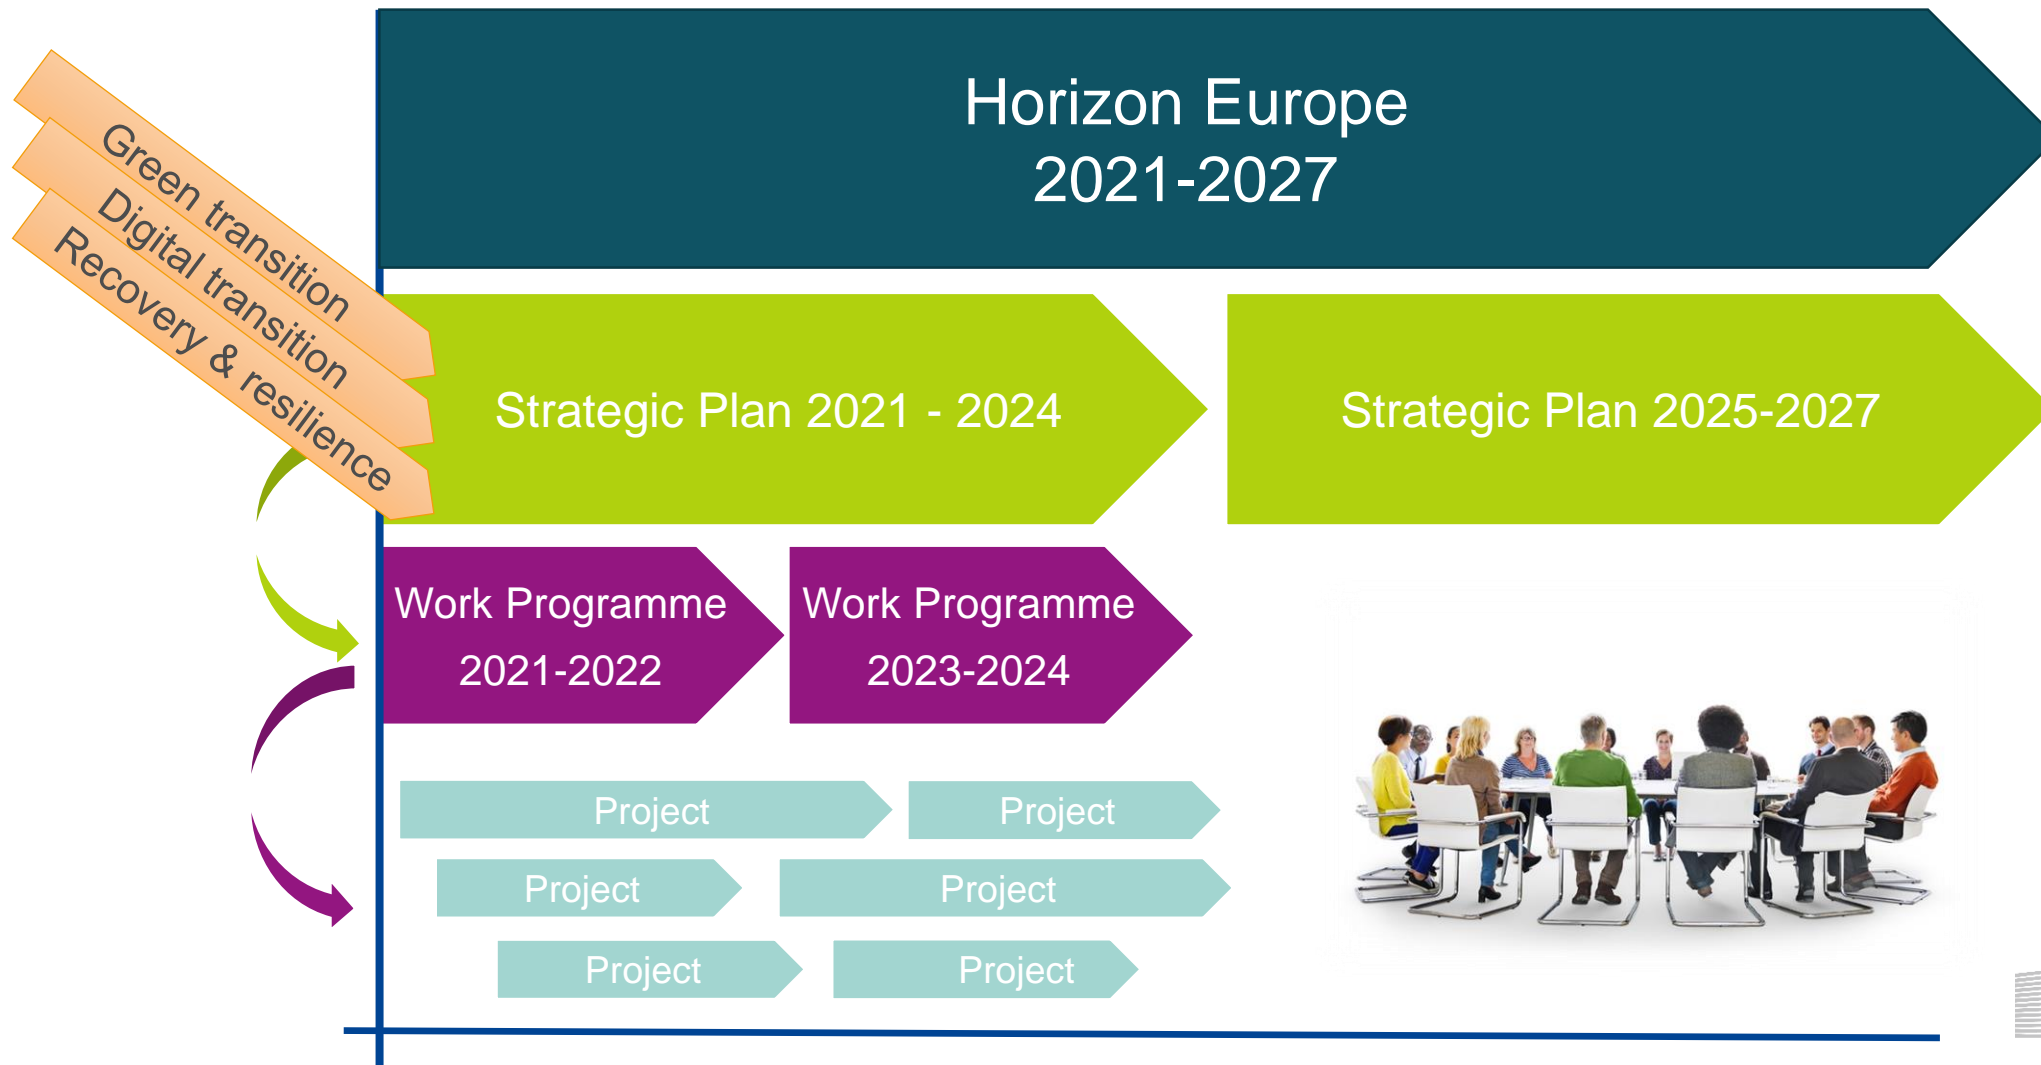 Horizon Europe
2021-2027
Green transition
Digital transition
Recovery & resilience
Strategic Plan 2021 - 2024
Strategic Plan 2025-2027
Work Programme
2021-2022
Work Programme
2023-2024
Project
Project
Project
Project
Project
Project